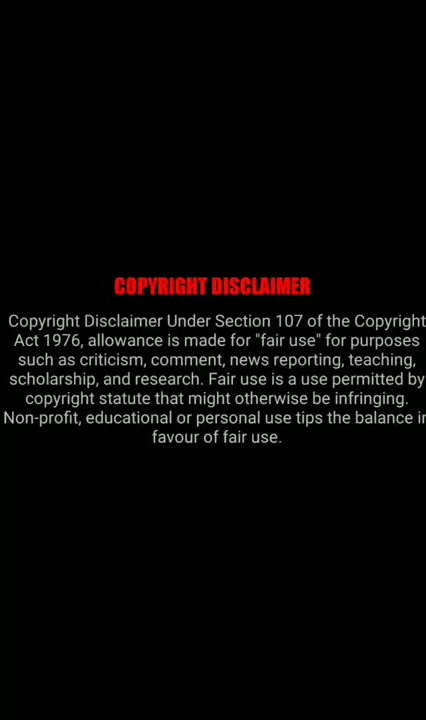 COPYRIGHT DISCLAIMER
Copyright Disclaimer Under Section 107 of the Copyright
Act 1976, allowance is made for "fair use" for purposes
such as criticism, comment, news reporting, teaching,
scholarship, and research. Fair use is a use permitted by
copyright statute that might otherwise be infringing.
Non-profit, educational or personal use tips the balance in
favour of fair use.